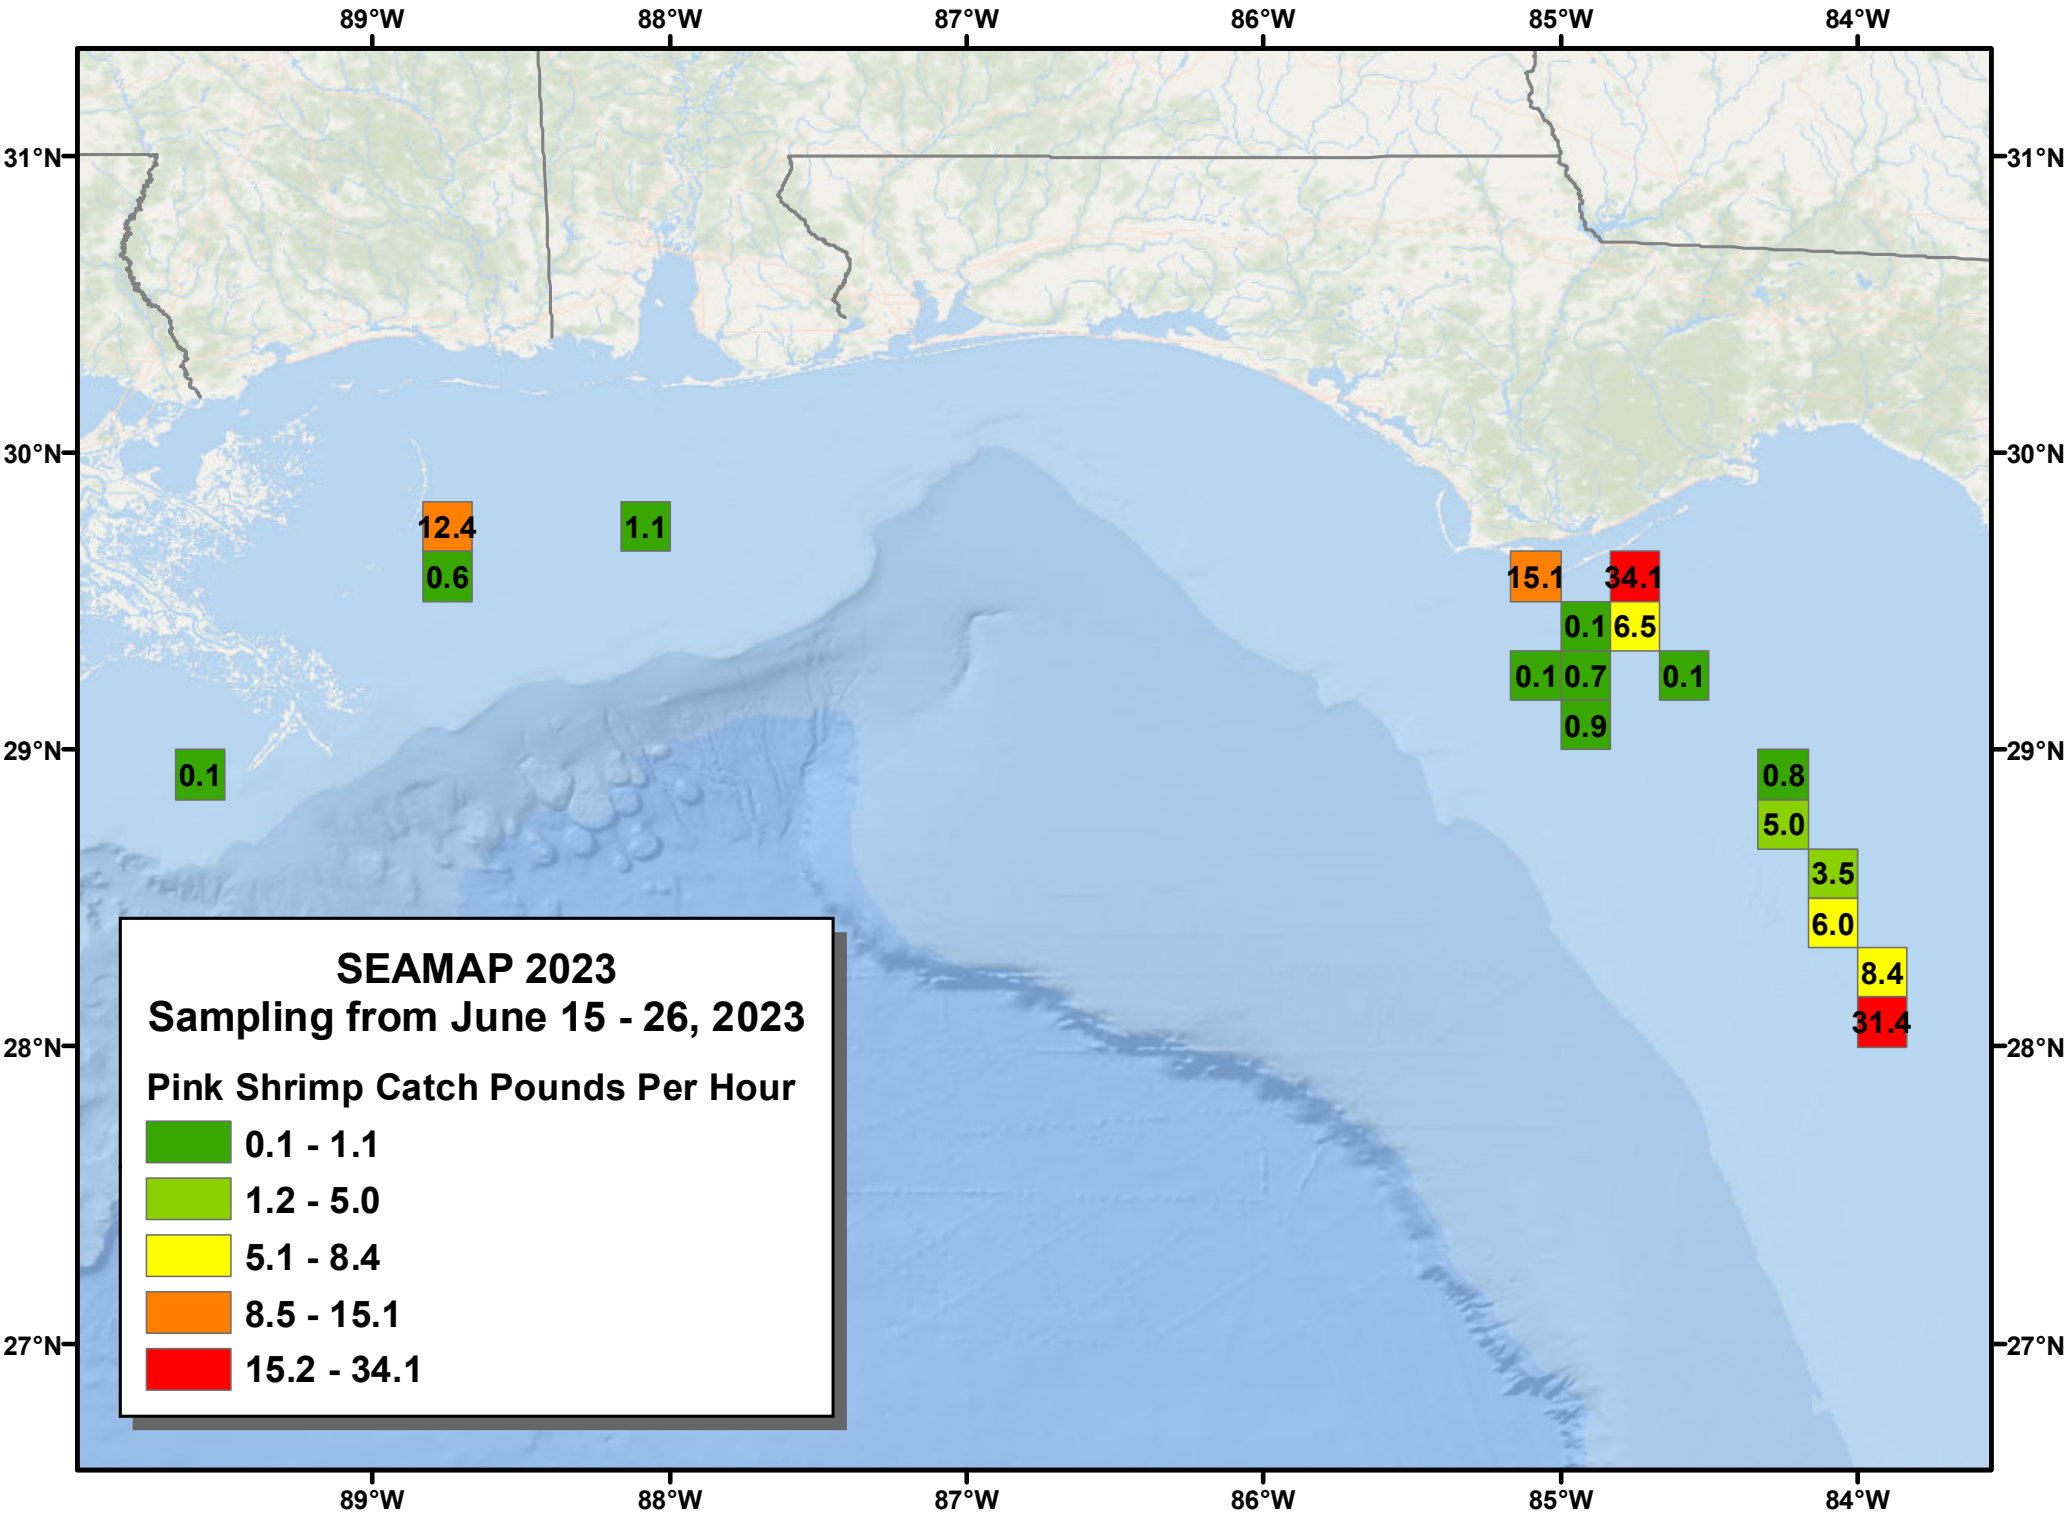 89°W 88°W 87°W 86°W 85°W 84°W
31°N 31°N
30°N 30°N
12.4 1.1
0.6 15.1 34.1
0.1 6.5
0.1 0.7 0.1
0.9
29°N 29°N
0.1 0.8
5.0
3.5
6.0
8.4
31.4
28°N 28°N
SEAMAP 2023
Sampling from June 15 - 26, 2023
Pink Shrimp Catch Pounds Per Hour
0.1 - 1.1
1.2 - 5.0
5.1 - 8.4
8.5 - 15.1
15.2 - 34.1
27°N 27°N
89°W 88°W 87°W 86°W 85°W 84°W